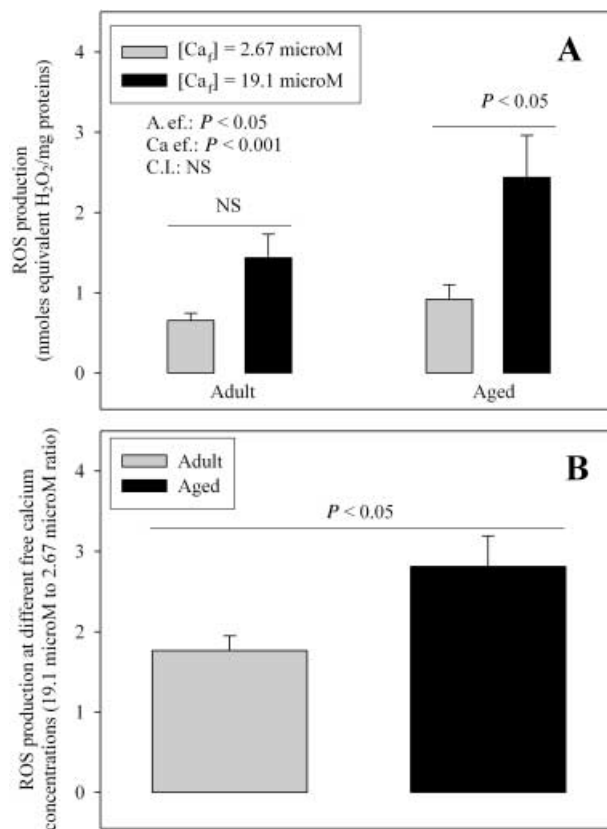 [Ca_f] = 2.67 microM
[Ca_f] = 19.1 microM
A
A. ef.: P < 0.05
Ca ef.: P < 0.001
C.I.: NS
NS
P < 0.05
ROS production
(nmoles equivalent H₂O₂/mg proteins)
4
3
2
1
0
Adult
Aged
Adult
Aged
B
P < 0.05
ROS production at different free calcium
concentrations (19.1 microM to 2.67 microM ratio)
4
3
2
1
0